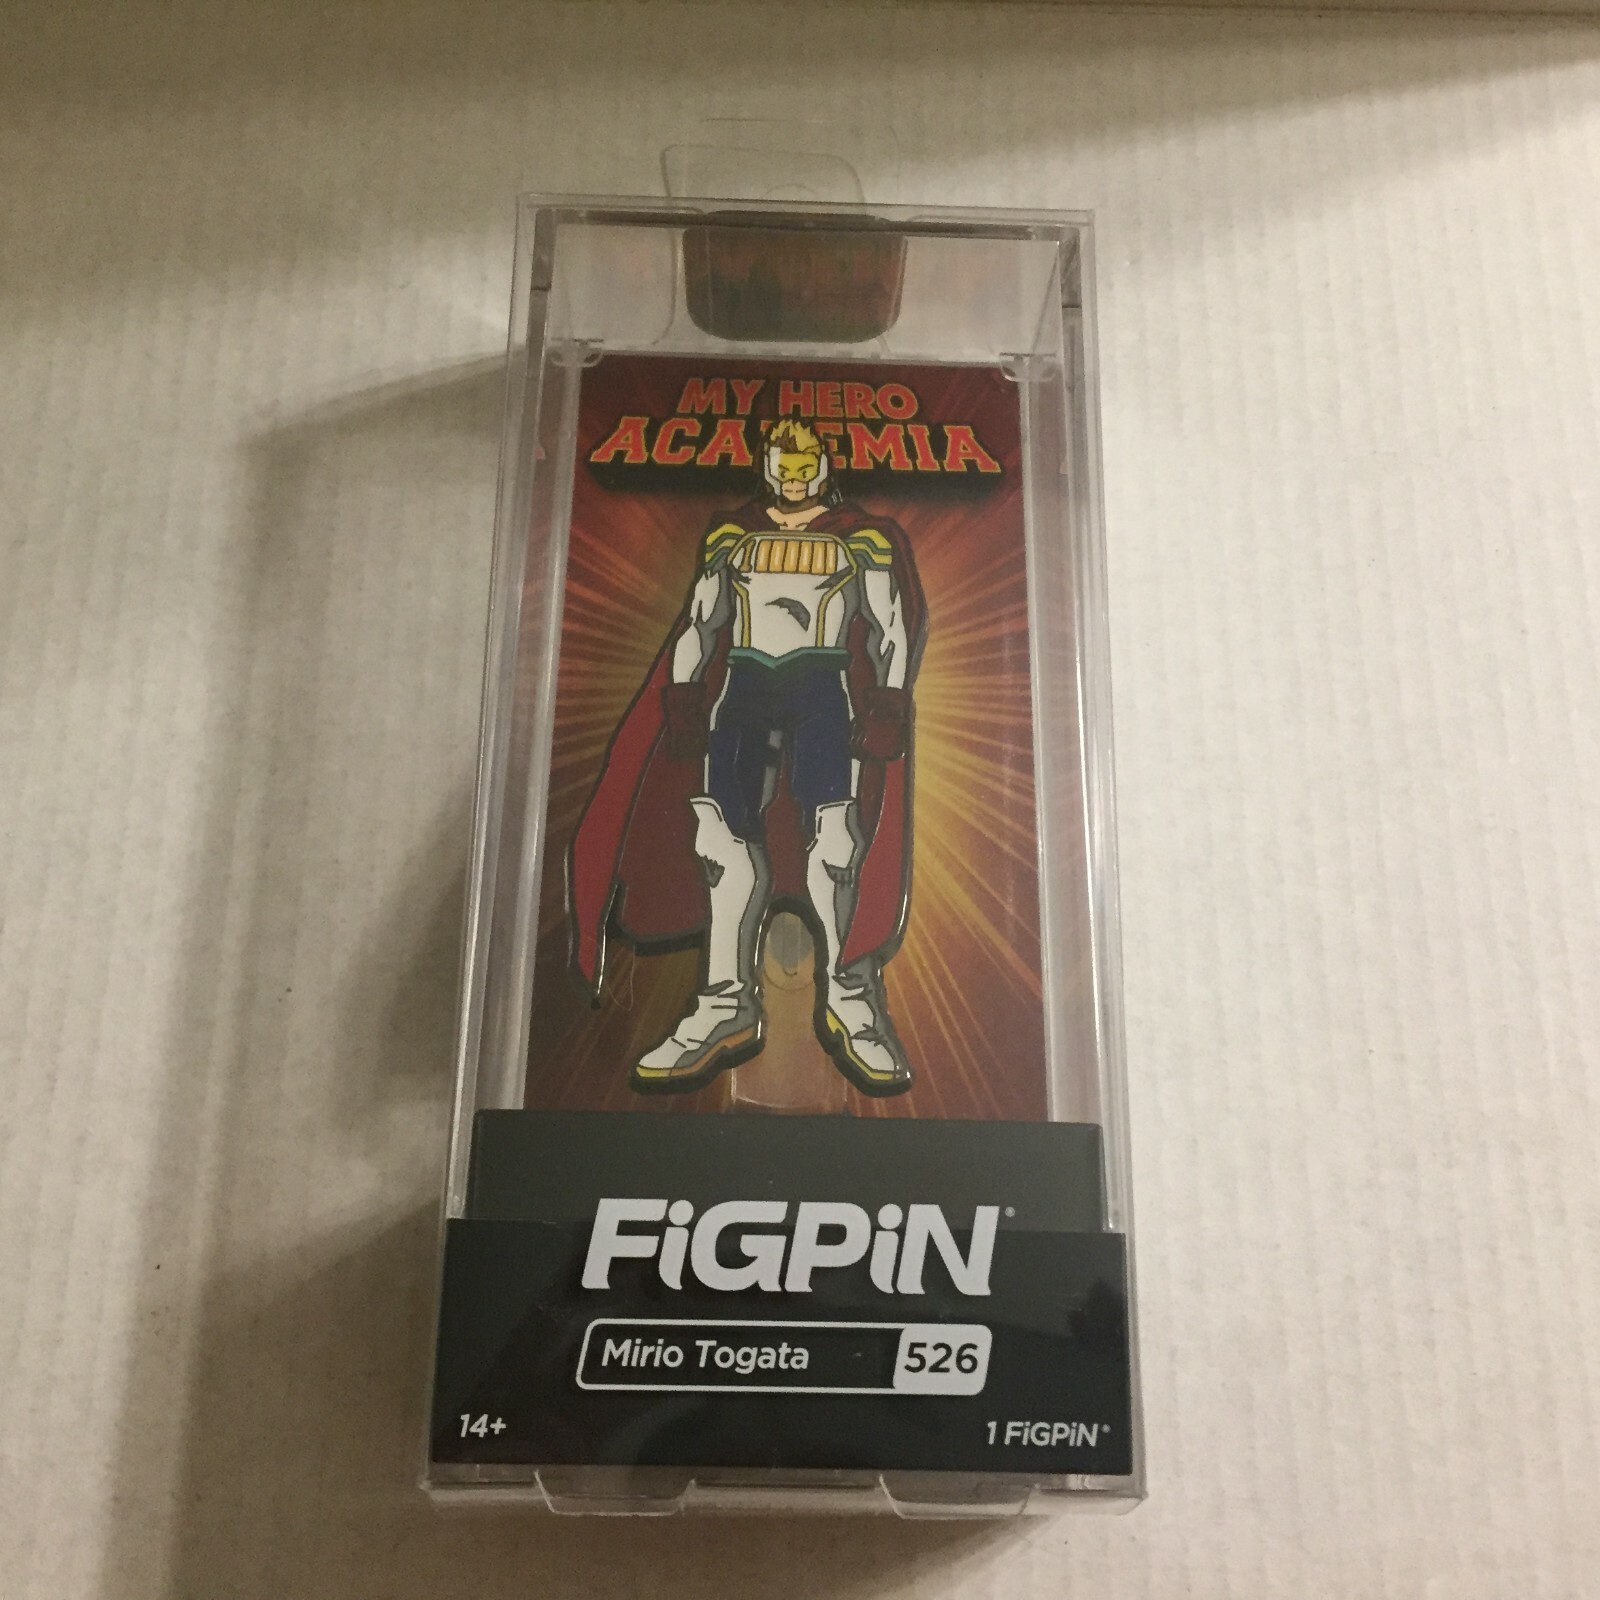 MY HERO
ACADEMIA
FiGPiN®
Mirio Togata 526
14+ 1 FiGPiN®